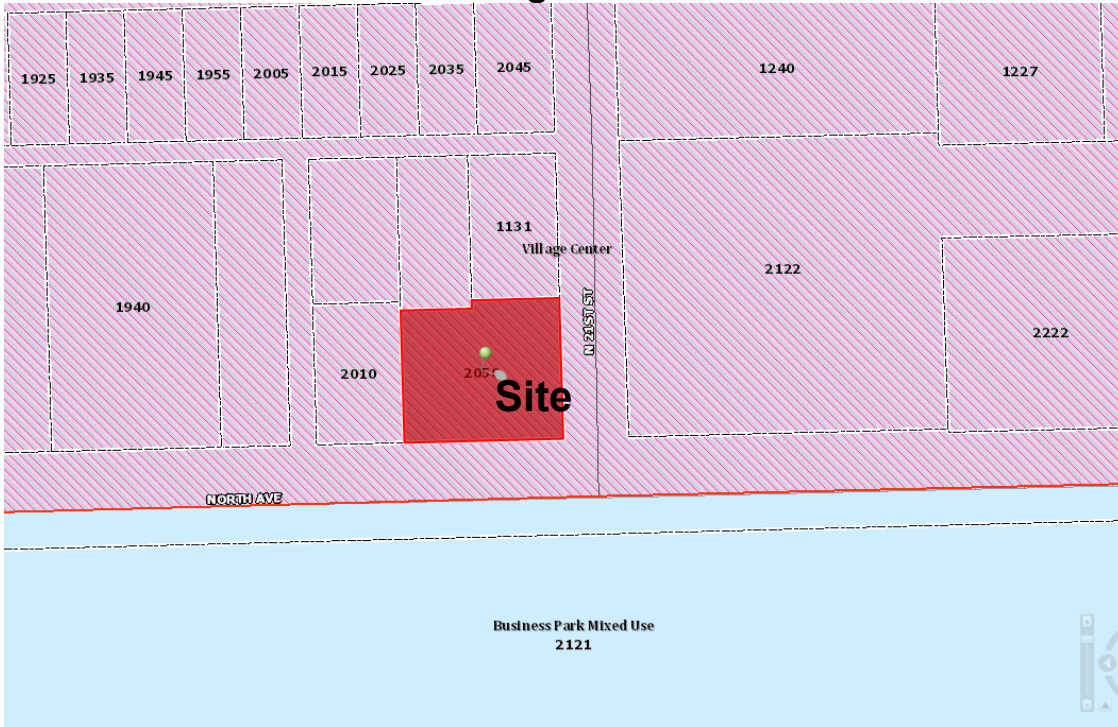 1925 1935 1945 1955 2005 2015 2025 2035 2045 1240 1227
1131
Village Center
2122
1940
N 21ST ST
2222
2010
Site
NORTH AVE
Business Park Mixed Use
2121